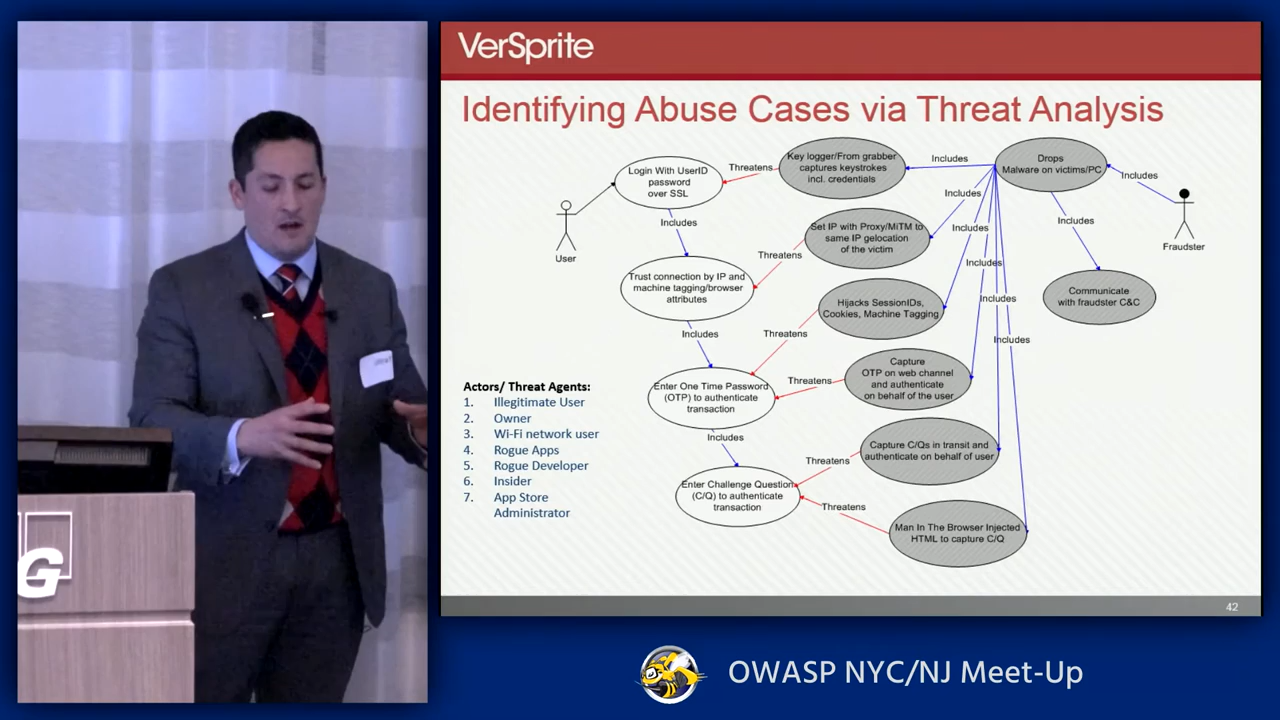 VerSprite
Identifying Abuse Cases via Threat Analysis
Login With UserID
password
over SSL
Threatens
Key logger/From grabber
captures keystrokes
incl. credentials
Includes
Drops
Malware on victims/PC
Includes
User
Includes
Set IP with Proxy/MiTM to
same IP gelocation
of the victim
Includes
Includes
Fraudster
Threatens
Includes
Trust connection by IP and
machine tagging/browser
attributes
Includes
Communicate
with fraudster C&C
Hijacks SessionIDs,
Cookies, Machine Tagging
Includes
Includes
Threatens
Includes
Capture
OTP on web channel
and authenticate
on behalf of the user
Threatens
Enter One Time Password
(OTP) to authenticate
transaction
Actors/ Threat Agents:
1. Illegitimate User
2. Owner
3. Wi-Fi network user
4. Rogue Apps
5. Rogue Developer
6. Insider
7. App Store
Administrator
Includes
Capture C/Qs in transit and
authenticate on behalf of user
Threatens
Enter Challenge Question
(C/Q) to authenticate
transaction
Threatens
Man In The Browser Injected
HTML to capture C/Q
42
G
OWASP NYC/NJ Meet-Up